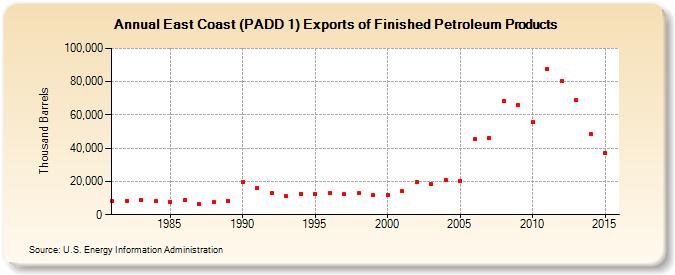 Annual East Coast (PADD 1) Exports of Finished Petroleum Products
Thousand Barrels
100,000
80,000
60,000
40,000
20,000
0
1985 1990 1995 2000 2005 2010 2015
Source: U.S. Energy Information Administration